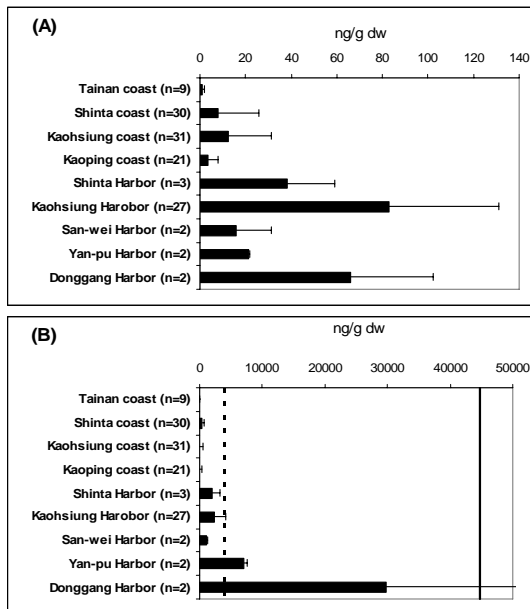 (A)
ng/g dw
0 20 40 60 80 100 120 140
Tainan coast (n=9)
Shinta coast (n=30)
Kaohsiung coast (n=31)
Kaoping coast (n=21)
Shinta Harbor (n=3)
Kaohsiung Harobor (n=27)
San-wei Harbor (n=2)
Yan-pu Harbor (n=2)
Donggang Harbor (n=2)
(B)
ng/g dw
0 10000 20000 30000 40000 50000
Tainan coast (n=9)
Shinta coast (n=30)
Kaohsiung coast (n=31)
Kaoping coast (n=21)
Shinta Harbor (n=3)
Kaohsiung Harobor (n=27)
San-wei Harbor (n=2)
Yan-pu Harbor (n=2)
Donggang Harbor (n=2)